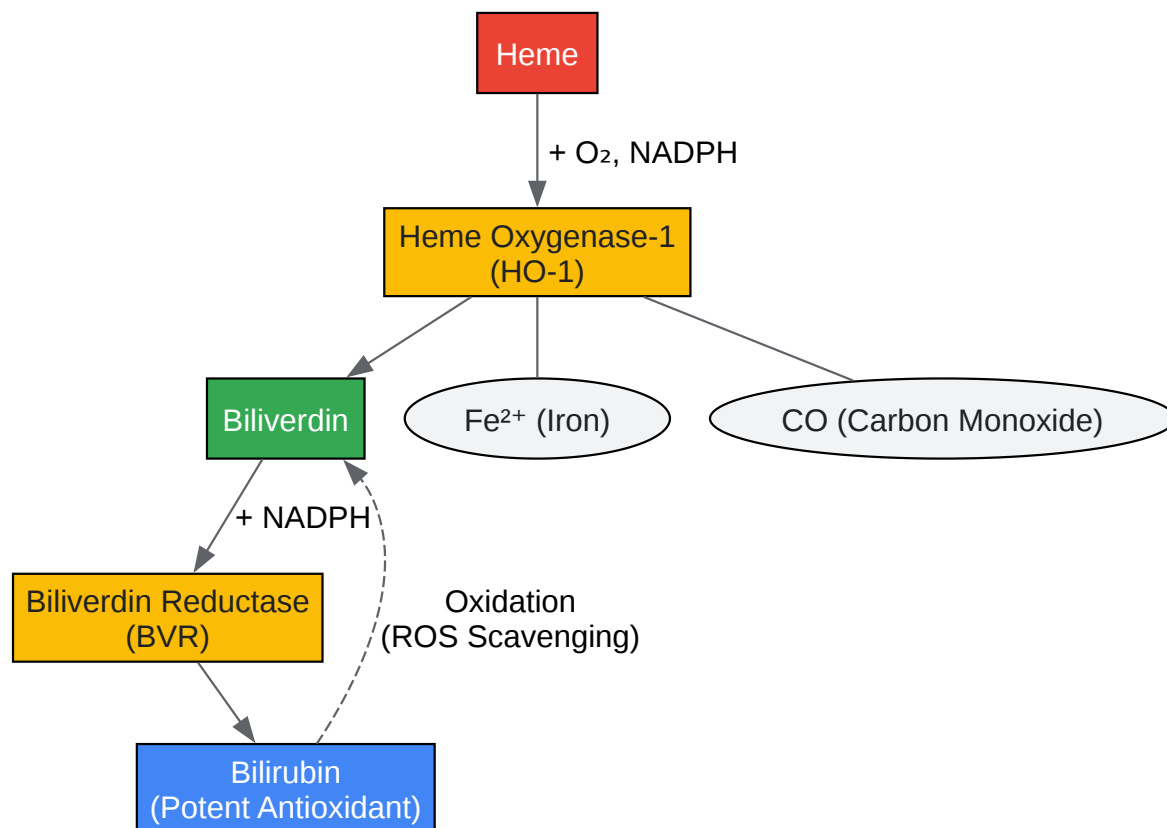 Heme
+ O₂, NADPH
Heme Oxygenase-1
(HO-1)
Biliverdin
Fe²⁺ (Iron)
CO (Carbon Monoxide)
+ NADPH
Biliverdin Reductase
(BVR)
Oxidation
(ROS Scavenging)
Bilirubin
(Potent Antioxidant)